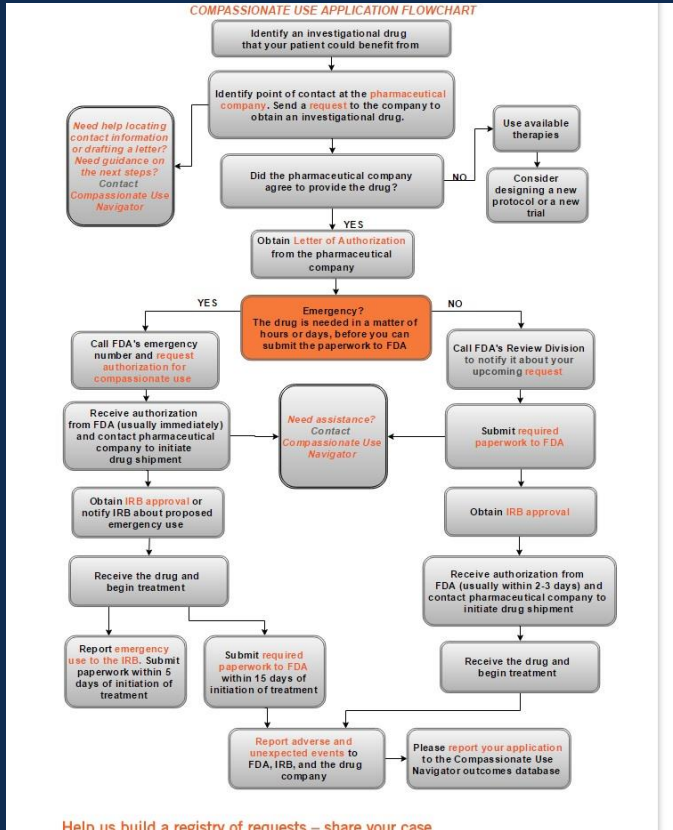 COMPASSIONATE USE APPLICATION FLOWCHART
Identify an investigational drug
that your patient could benefit from
Identify point of contact at the pharmaceutical
company. Send a request to the company to
obtain an investigational drug.
Need help locating
contact information
or drafting a letter?
Need guidance on
the next steps?
Contact
Compassionate Use
Navigator
Did the pharmaceutical company
agree to provide the drug?
NO
Use available
therapies
Consider
designing a new
protocol or a new
trial
YES
Obtain Letter of Authorization
from the pharmaceutical
company
Emergency?
The drug is needed in a matter of
hours or days, before you can
submit the paperwork to FDA
YES
NO
Call FDA's emergency
number and request
authorization for
compassionate use
Receive authorization
from FDA (usually immediately)
and contact pharmaceutical
company to initiate
drug shipment
Obtain IRB approval or
notify IRB about proposed
emergency use
Receive the drug and
begin treatment
Report emergency
use to the IRB. Submit
paperwork within 5
days of initiation of
treatment
Submit required
paperwork to FDA
within 15 days of
initiation of treatment
Need assistance?
Contact
Compassionate Use
Navigator
Call FDA's Review Division
to notify it about your
upcoming request
Submit required
paperwork to FDA
Obtain IRB approval
Receive authorization from
FDA (usually within 2-3 days) and
contact pharmaceutical company to
initiate drug shipment
Receive the drug and
begin treatment
Report adverse and
unexpected events to
FDA, IRB, and the drug
company
Please report your application
to the Compassionate Use
Navigator outcomes database
Help us build a registry of requests – share your case